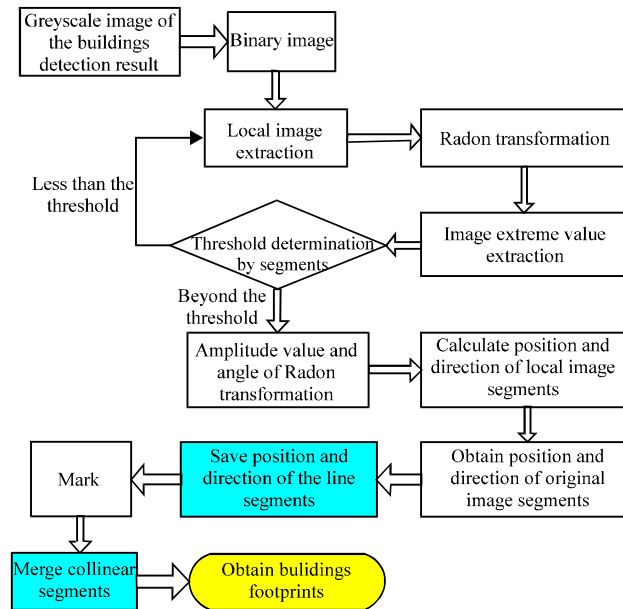 Greyscale image of
the buildings
detection result
Binary image
Local image
extraction
Radon transformation
Less than the
threshold
Threshold determination
by segments
Image extreme value
extraction
Beyond the
threshold
Amplitude value and
angle of Radon
transformation
Calculate position and
direction of local image
segments
Mark
Save position and
direction of the line
segments
Obtain position and
direction of original
image segments
Merge collinear
segments
Obtain bulidings
footprints